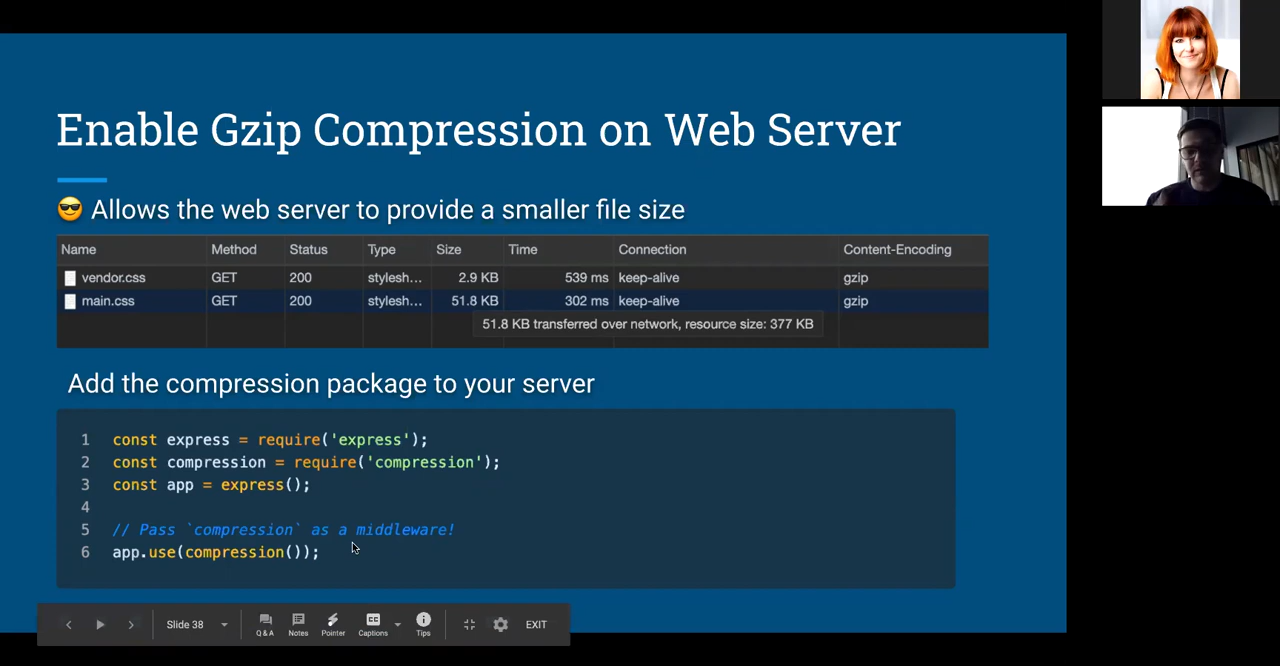 Enable Gzip Compression on Web Server
😎 Allows the web server to provide a smaller file size
Name Method Status Type Size Time Connection Content-Encoding
vendor.css GET 200 stylesh... 2.9 KB 539 ms keep-alive gzip
main.css GET 200 stylesh... 51.8 KB 302 ms keep-alive gzip
51.8 KB transferred over network, resource size: 377 KB
Add the compression package to your server
1 const express = require('express');
2 const compression = require('compression');
3 const app = express();
4
5 // Pass `compression` as a middleware!
6 app.use(compression());
Slide 38 Q & A Notes Pointer CC Captions Tips EXIT